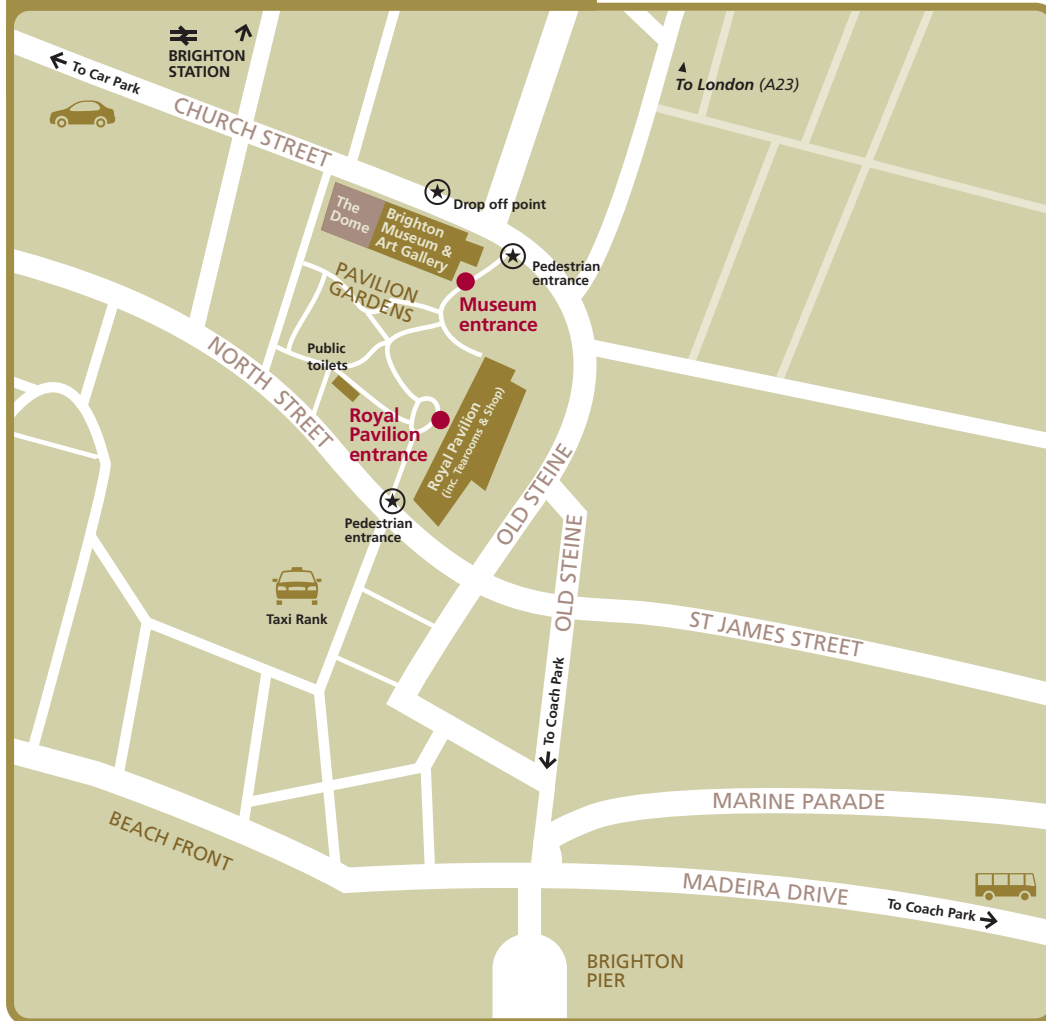 BRIGHTON
STATION
To Car Park
CHURCH STREET
To London (A23)
The
Dome
Brighton
Museum &
Art Gallery
Drop off point
Pedestrian
entrance
PAVILION
GARDENS
Museum
entrance
Public
toilets
NORTH STREET
Royal
Pavilion
entrance
Royal Pavilion
(inc. Tearooms & Shop)
Pedestrian
entrance
OLD STEINE
OLD STEINE
Taxi Rank
ST JAMES STREET
To Coach Park
MARINE PARADE
BEACH FRONT
MADEIRA DRIVE
To Coach Park
BRIGHTON
PIER